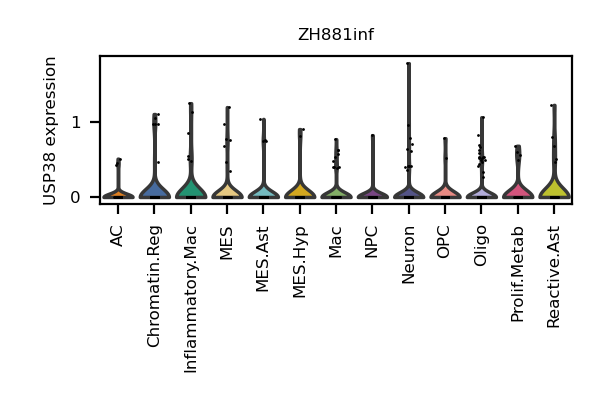 ZH881inf
USP38 expression
1
0
AC
Chromatin.Reg
Inflammatory.Mac
MES
MES.Ast
MES.Hyp
Mac
NPC
Neuron
OPC
Oligo
Prolif.Metab
Reactive.Ast